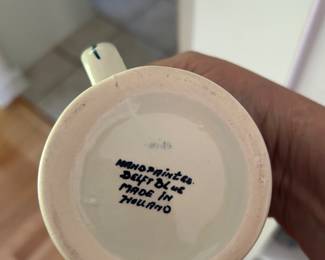 HANDPAINTED.
DELFT BLUE
MADE IN
HOLLAND